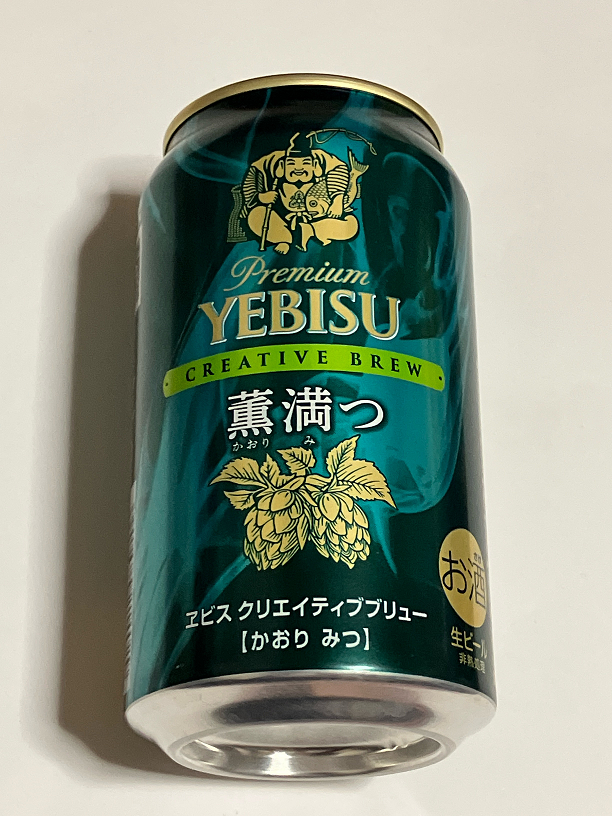 Premium
YEBISU
CREATIVE BREW
薫満つ
かおり み
ヱビス クリエイティブブリュー
【かおり みつ】
お酒
生ビール
非熱処理